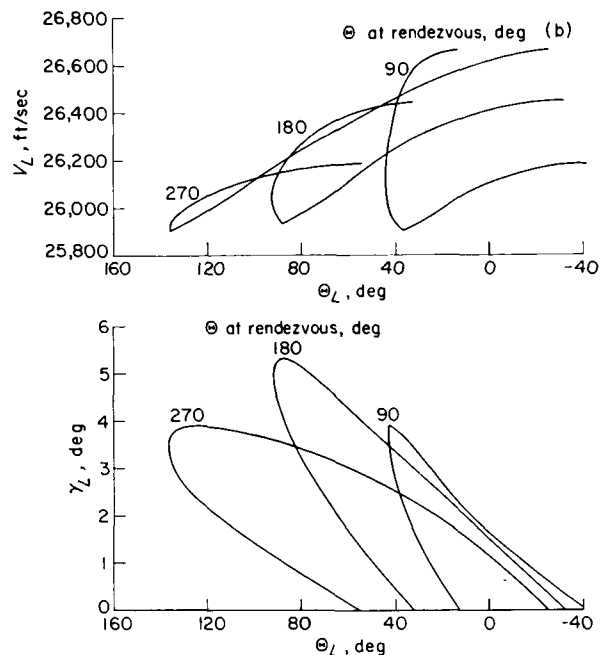 Θ at rendezvous, deg (b)
26,800
26,600
26,400
26,200
26,000
25,800
V_L, ft/sec
90
180
270
160 120 80 40 0 -40
Θ_L, deg
Θ at rendezvous, deg
6
5
4
3
2
1
0
γ_L, deg
180
270
90
160 120 80 40 0 -40
Θ_L, deg